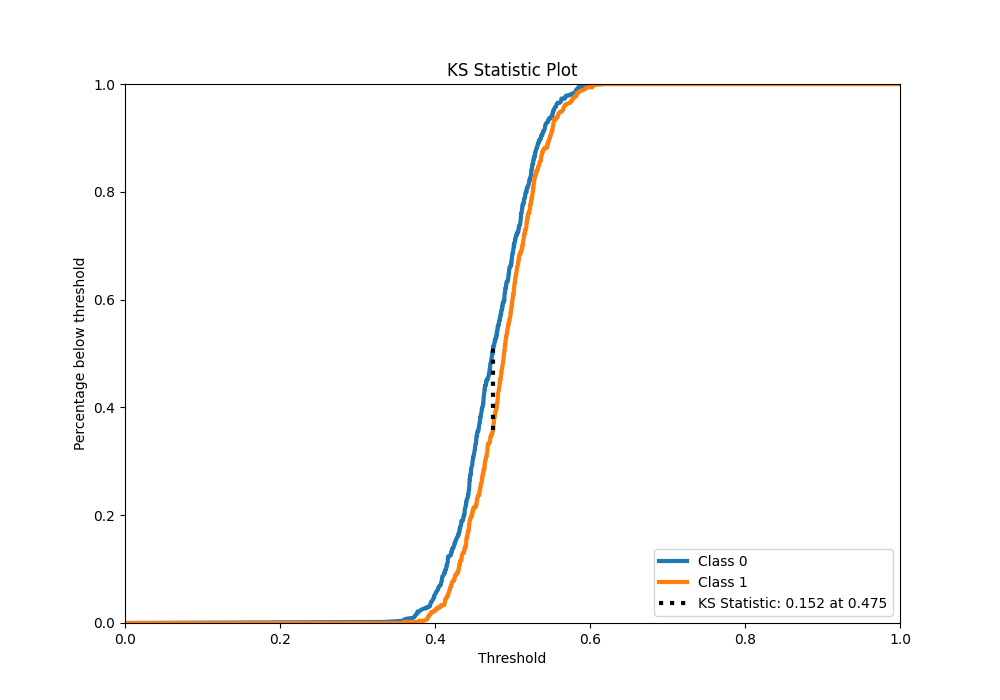 KS Statistic Plot
Percentage below threshold
1.0
0.8
0.6
0.4
0.2
0.0
0.0 0.2 0.4 0.6 0.8 1.0
Threshold
Class 0
Class 1
KS Statistic: 0.152 at 0.475